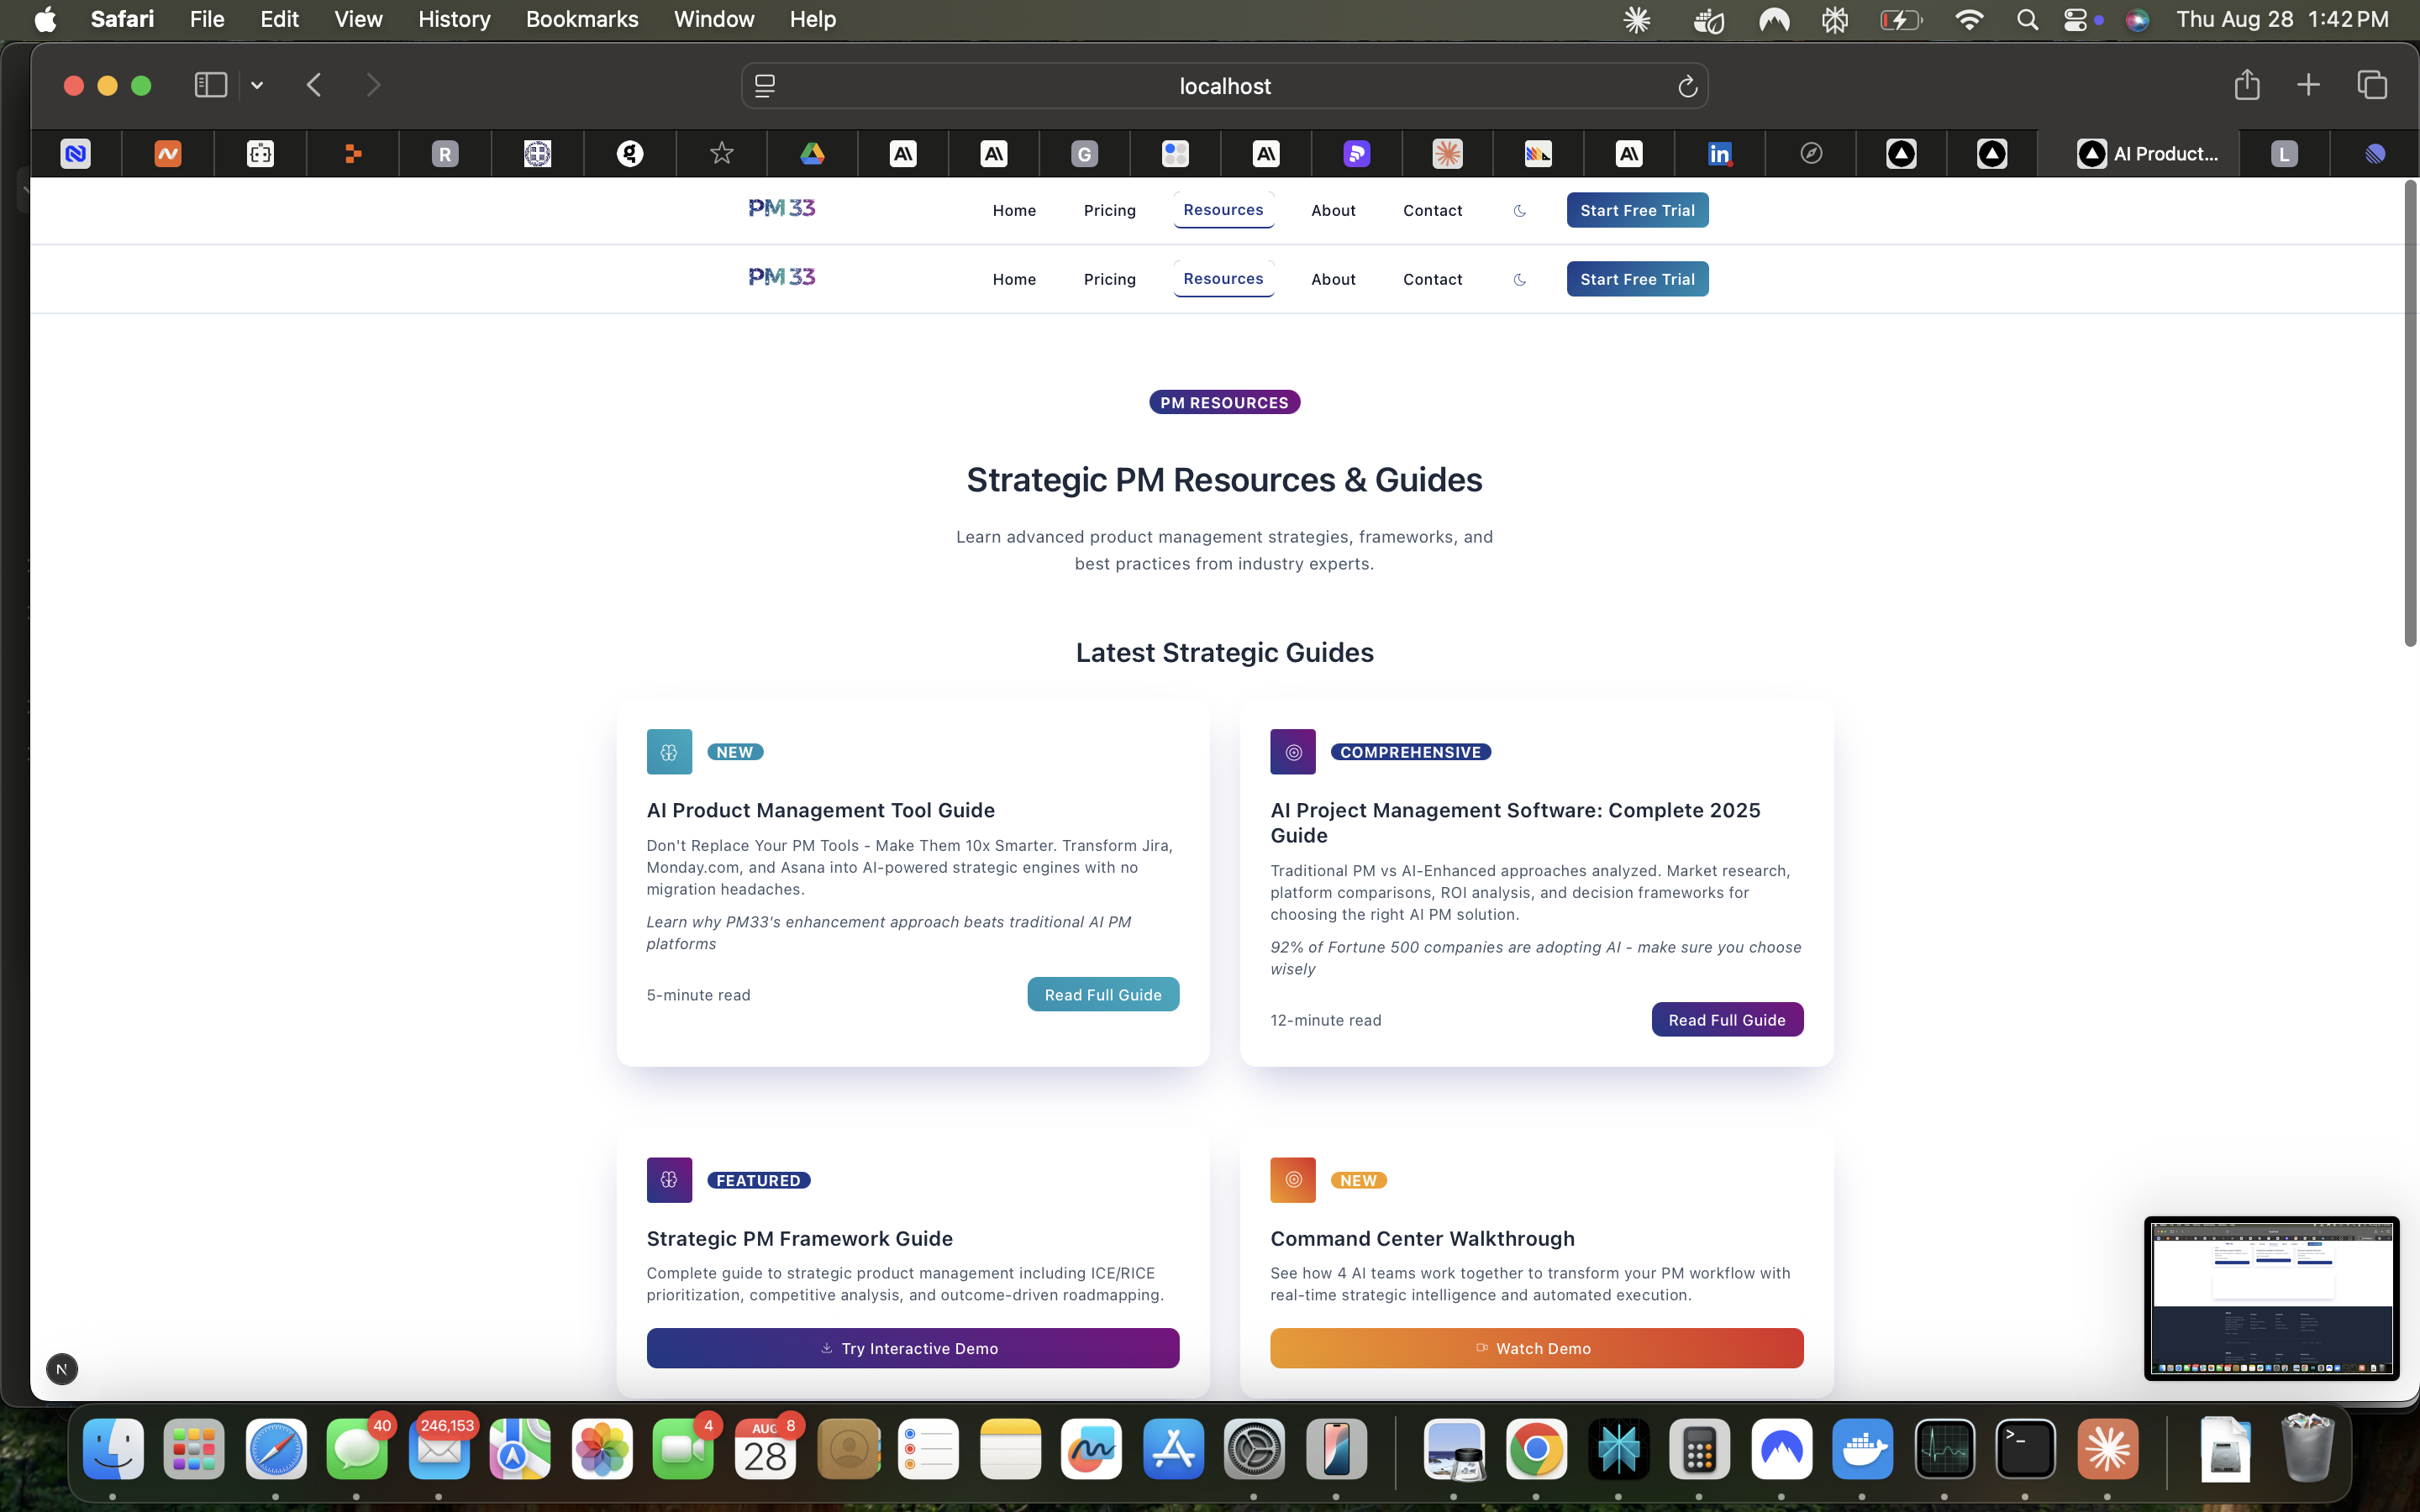 Safari File Edit View History Bookmarks Window Help Thu Aug 28 1:42 PM
localhost
R G in AI Product... L
PM33 Home Pricing Resources About Contact Start Free Trial
PM33 Home Pricing Resources About Contact Start Free Trial
PM RESOURCES
Strategic PM Resources & Guides
Learn advanced product management strategies, frameworks, and
best practices from industry experts.
Latest Strategic Guides
NEW
AI Product Management Tool Guide
Don't Replace Your PM Tools - Make Them 10x Smarter. Transform Jira,
Monday.com, and Asana into AI-powered strategic engines with no
migration headaches.
Learn why PM33's enhancement approach beats traditional AI PM
platforms
5-minute read
Read Full Guide
COMPREHENSIVE
AI Project Management Software: Complete 2025
Guide
Traditional PM vs AI-Enhanced approaches analyzed. Market research,
platform comparisons, ROI analysis, and decision frameworks for
choosing the right AI PM solution.
92% of Fortune 500 companies are adopting AI - make sure you choose
wisely
12-minute read
Read Full Guide
FEATURED
Strategic PM Framework Guide
Complete guide to strategic product management including ICE/RICE
prioritization, competitive analysis, and outcome-driven roadmapping.
Try Interactive Demo
NEW
Command Center Walkthrough
See how 4 AI teams work together to transform your PM workflow with
real-time strategic intelligence and automated execution.
Watch Demo
N
40
246,153
4
AUG
28
8